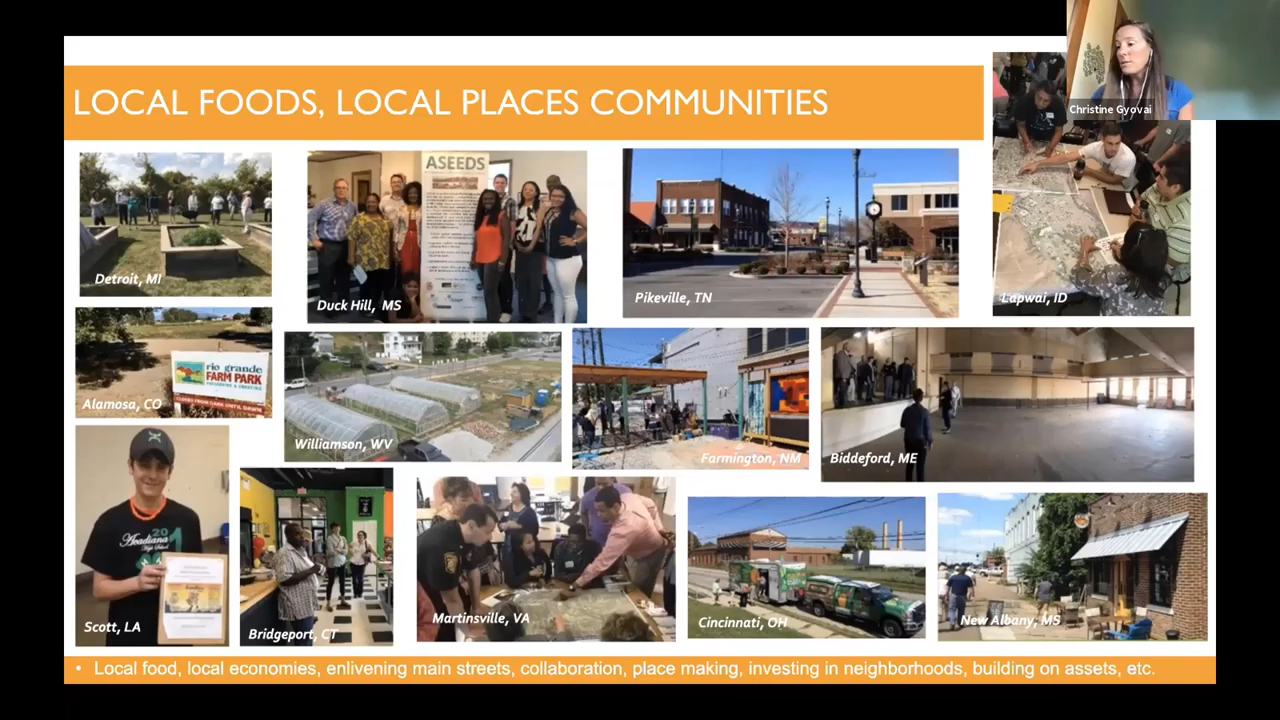 Christine Gyovai
LOCAL FOODS, LOCAL PLACES COMMUNITIES
Detroit, MI
ASEEDS
Duck Hill, MS
Pikeville, TN
Lapwai, ID
rio grande
FARM PARK
Alamosa, CO
Williamson, WV
Farmington, NM
Biddeford, ME
20
Acadiana
High School
Scott, LA
Bridgeport, CT
Martinsville, VA
Cincinnati, OH
New Albany, MS
• Local food, local economies, enlivening main streets, collaboration, place making, investing in neighborhoods, building on assets, etc.